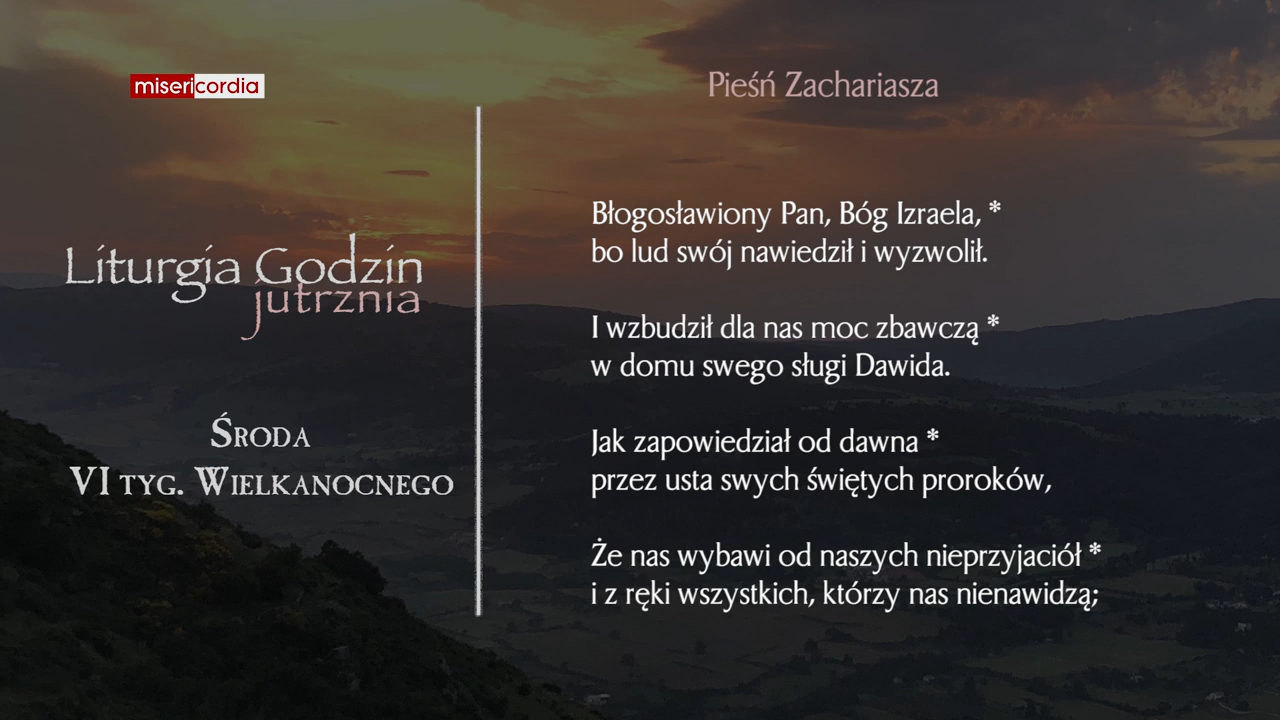 misericordia
Liturgia Godzin
jutrznia
Środa
VI tyg. Wielkanocnego
Pieśń Zachariasza
Błogosławiony Pan, Bóg Izraela, *
bo lud swój nawiedził i wyzwolił.
I wzbudził dla nas moc zbawczą *
w domu swego sługi Dawida.
Jak zapowiedział od dawna *
przez usta swych świętych proroków,
Że nas wybawi od naszych nieprzyjaciół *
i z ręki wszystkich, którzy nas nienawidzą;